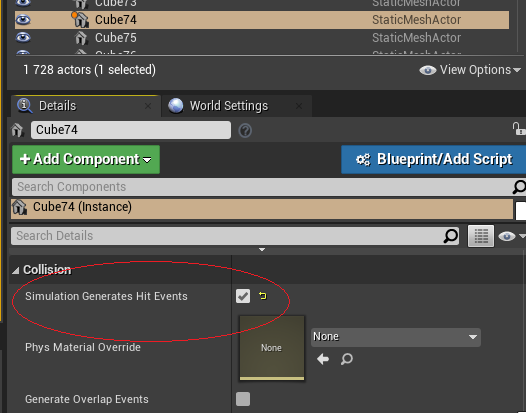 Cube73 StaticMeshActor
Cube74 StaticMeshActor
Cube75 StaticMeshActor
Cube76 StaticMeshActor
1 728 actors (1 selected) View Options
Details World Settings
Cube74
+ Add Component Blueprint/Add Script
Search Components
Cube74 (Instance)
Search Details
Collision
Simulation Generates Hit Events
Phys Material Override None None
Generate Overlap Events